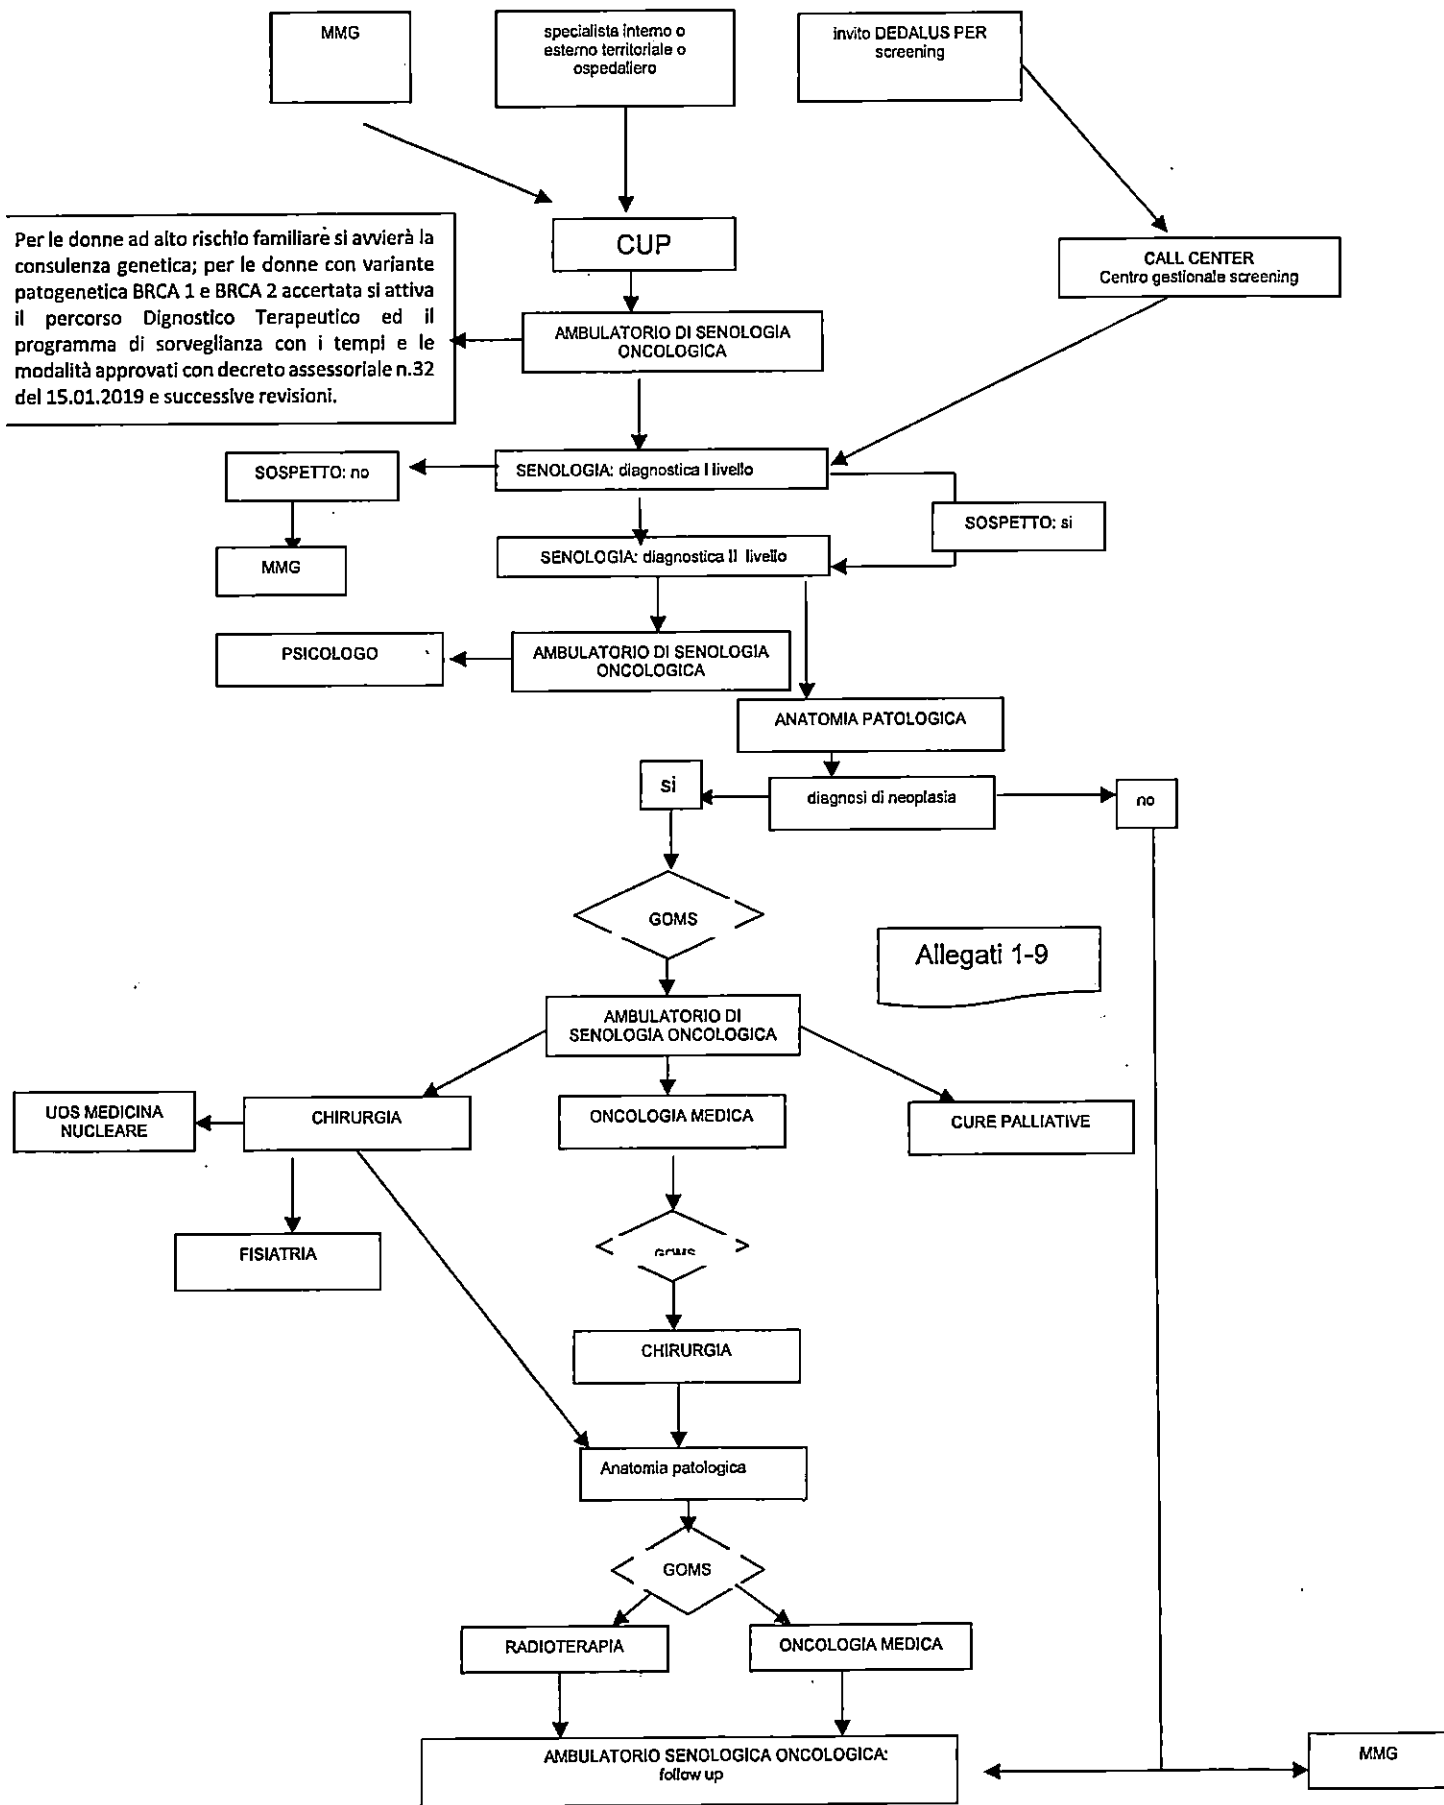 MMG
specialista interno o
esterno territoriale o
ospedaliero
invito DEDALUS PER
screening
CUP
CALL CENTER
Centro gestionale screening
Per le donne ad alto rischio familiare si avvierà la
consulenza genetica; per le donne con variante
patogenetica BRCA 1 e BRCA 2 accertata si attiva
il percorso Dignostico Terapeutico ed il
programma di sorveglianza con i tempi e le
modalità approvati con decreto assessoriale n.32
del 15.01.2019 e successive revisioni.
AMBULATORIO DI SENOLOGIA
ONCOLOGICA
SOSPETTO: no
SENOLOGIA: diagnostica I livello
SOSPETTO: si
MMG
SENOLOGIA: diagnostica II livello
PSICOLOGO
AMBULATORIO DI SENOLOGIA
ONCOLOGICA
ANATOMIA PATOLOGICA
si
diagnosi di neoplasia
no
GOMS
Allegati 1-9
AMBULATORIO DI
SENOLOGIA ONCOLOGICA
UOS MEDICINA
NUCLEARE
CHIRURGIA
ONCOLOGIA MEDICA
CURE PALLIATIVE
FISIATRIA
GOMS
CHIRURGIA
Anatomia patologica
GOMS
RADIOTERAPIA
ONCOLOGIA MEDICA
AMBULATORIO SENOLOGICA ONCOLOGICA:
follow up
MMG